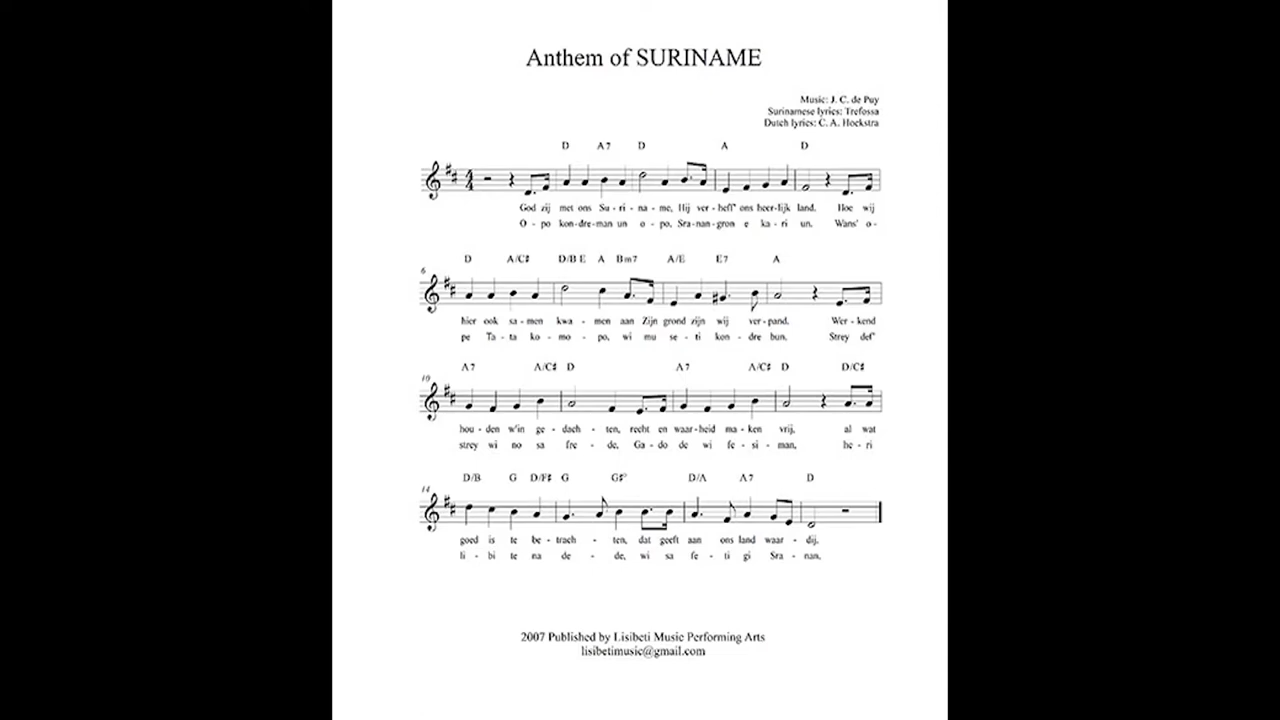 Anthem of SURINAME
Music: J. C. de Puy
Surinamese lyrics: Trefossa
Dutch lyrics: C. A. Hoekstra
D A7 D A D
4
4
God zij met ons Su - ri - na - me, Hij ver - heff' ons heer - lijk land. Hoe wij
O - po kon - dre - man un o - po, Sra - nan - gron e ka - ri un. Wans' o -
D A/C♯ D/B E A Bm7 A/E E7 A
6
hier ook sa - men kwa - men aan Zijn grond zijn wij ver - pand. Wer - kend
pe Ta - ta ko - mo - po, wi mu se - ti kon - dre bun. Strey def'
A7 A/C♯ D A7 A/C♯ D D/C♯
10
hou - den w'in ge - dach - ten, recht en waar - heid ma - ken vrij, al wat
strey wi no sa fre - de, Ga - do de wi fe - si - man, he - ri
D/B G D/F♯ G G♯° D/A A7 D
14
goed is te be - trach - ten, dat geeft aan ons land waar - dij.
li - bi te na de - de, wi sa fe - ti gi Sra - nan.
2007 Published by Lisibeti Music Performing Arts
lisibetimusic@gmail.com